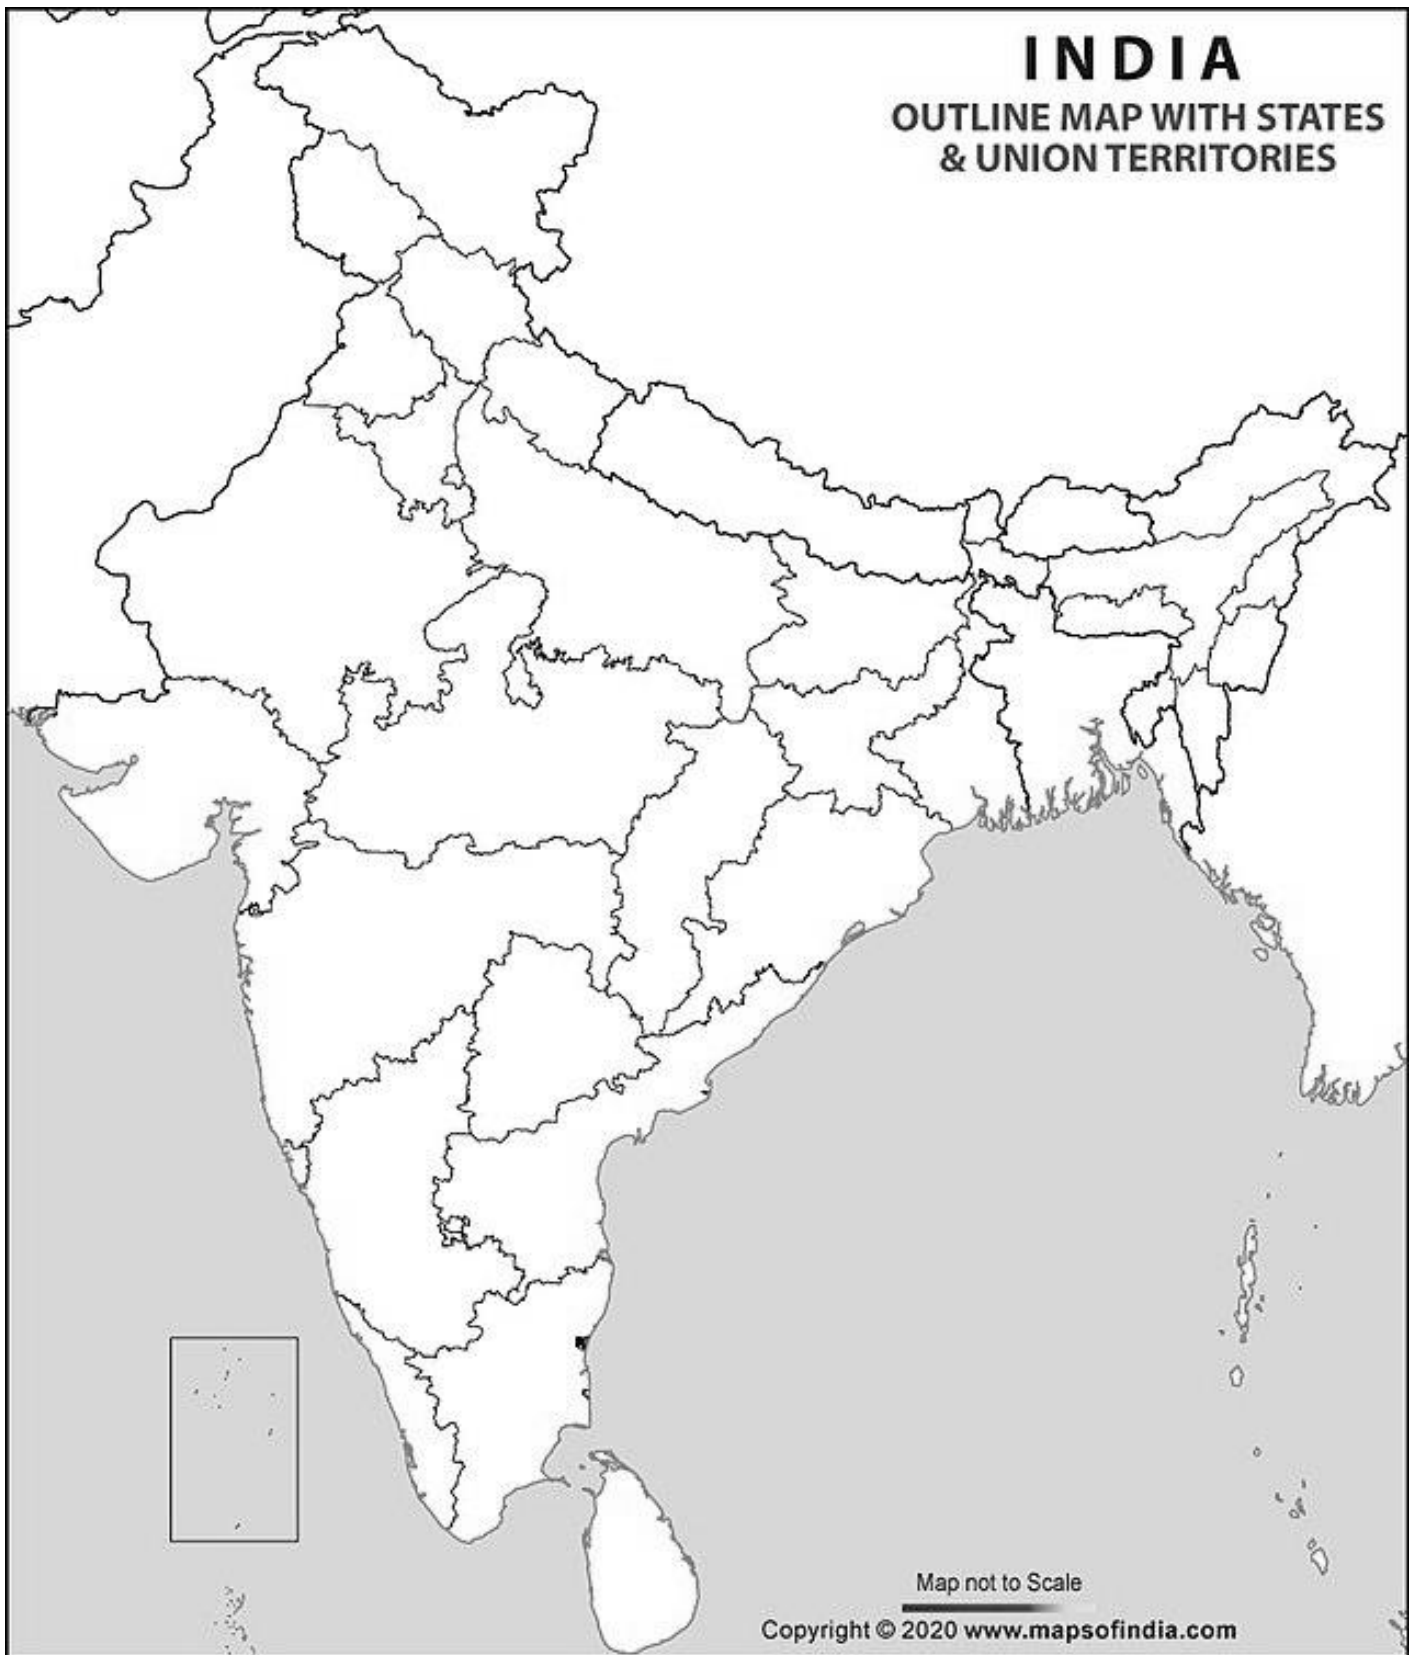 INDIA
OUTLINE MAP WITH STATES
& UNION TERRITORIES
Map not to Scale
Copyright © 2020 www.mapsofindia.com